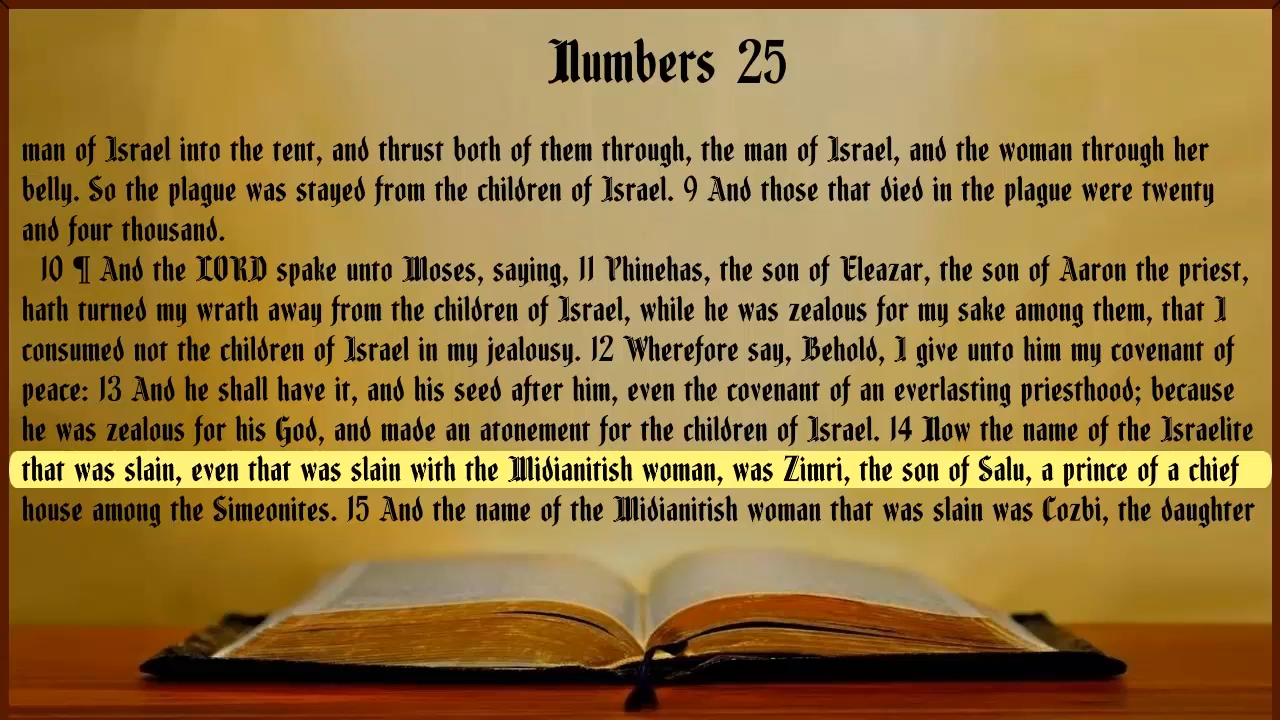 Numbers 25
man of Israel into the tent, and thrust both of them through, the man of Israel, and the woman through her
belly. So the plague was stayed from the children of Israel. 9 And those that died in the plague were twenty
and four thousand.
10 ¶ And the LORD spake unto Moses, saying, 11 Phinehas, the son of Eleazar, the son of Aaron the priest,
hath turned my wrath away from the children of Israel, while he was zealous for my sake among them, that I
consumed not the children of Israel in my jealousy. 12 Wherefore say, Behold, I give unto him my covenant of
peace: 13 And he shall have it, and his seed after him, even the covenant of an everlasting priesthood; because
he was zealous for his God, and made an atonement for the children of Israel. 14 Now the name of the Israelite
that was slain, even that was slain with the Midianitish woman, was Zimri, the son of Salu, a prince of a chief
house among the Simeonites. 15 And the name of the Midianitish woman that was slain was Cozbi, the daughter